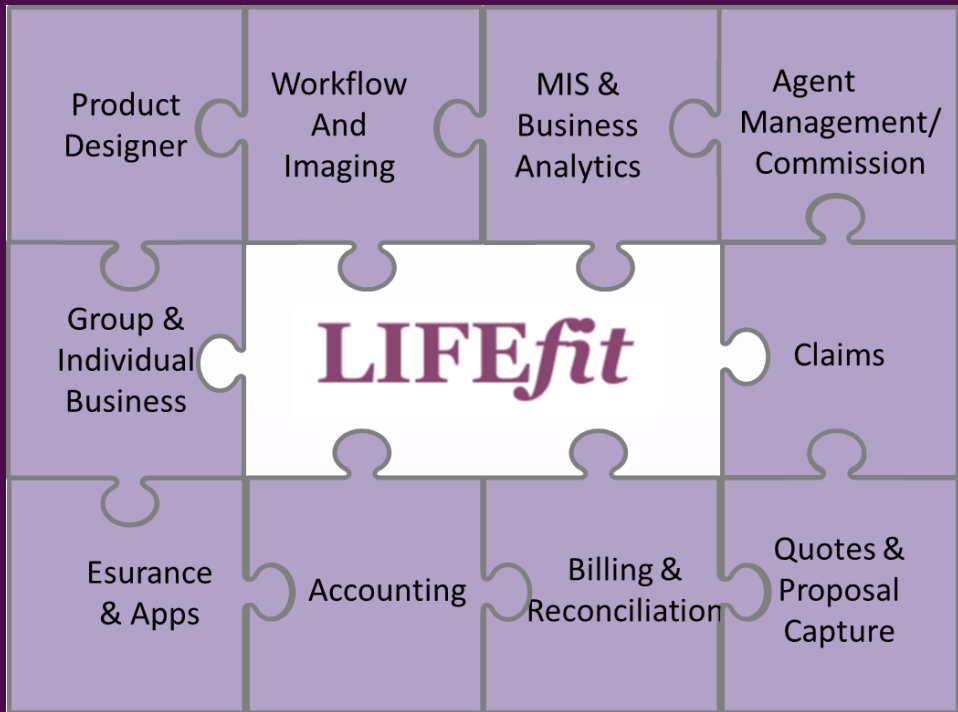 Product
Designer
Workflow
And
Imaging
MIS &
Business
Analytics
Agent
Management/
Commission
Group &
Individual
Business
LIFEfit
Claims
Esurance
& Apps
Accounting
Billing &
Reconciliation
Quotes &
Proposal
Capture